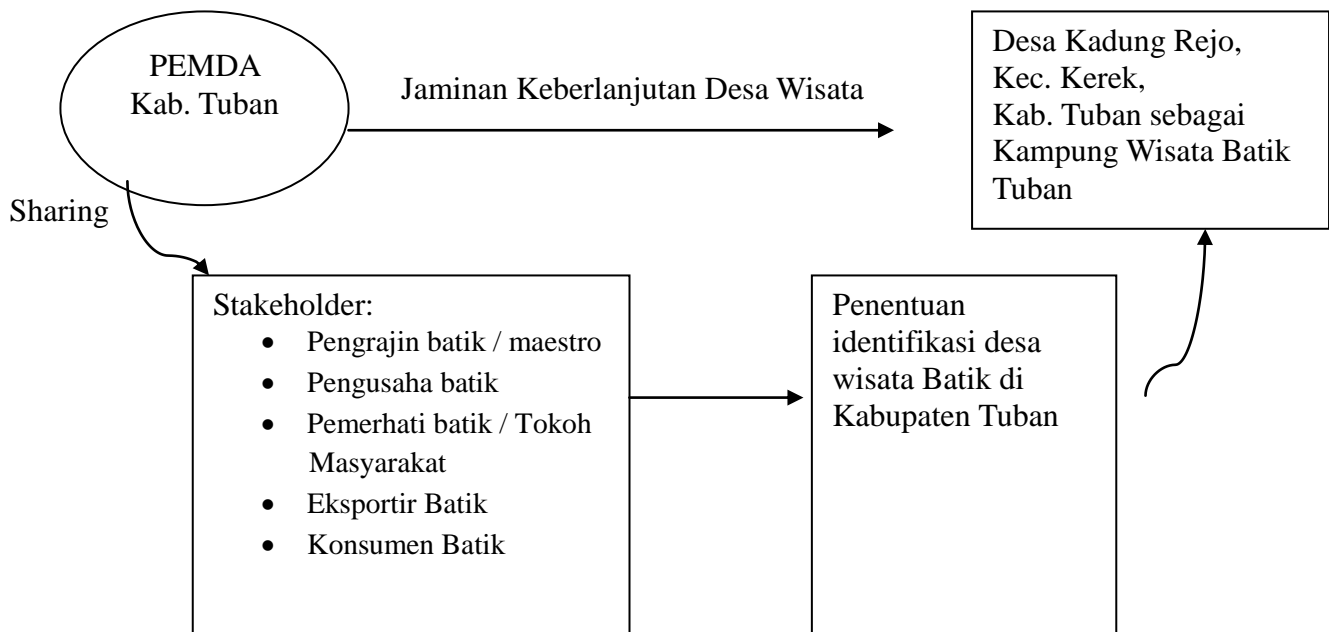 PEMDA
Kab. Tuban
Jaminan Keberlanjutan Desa Wisata
Desa Kadung Rejo,
Kec. Kerek,
Kab. Tuban sebagai
Kampung Wisata Batik
Tuban
Sharing
Stakeholder:
• Pengrajin batik / maestro
• Pengusaha batik
• Pemerhati batik / Tokoh
Masyarakat
• Eksportir Batik
• Konsumen Batik
Penentuan
identifikasi desa
wisata Batik di
Kabupaten Tuban